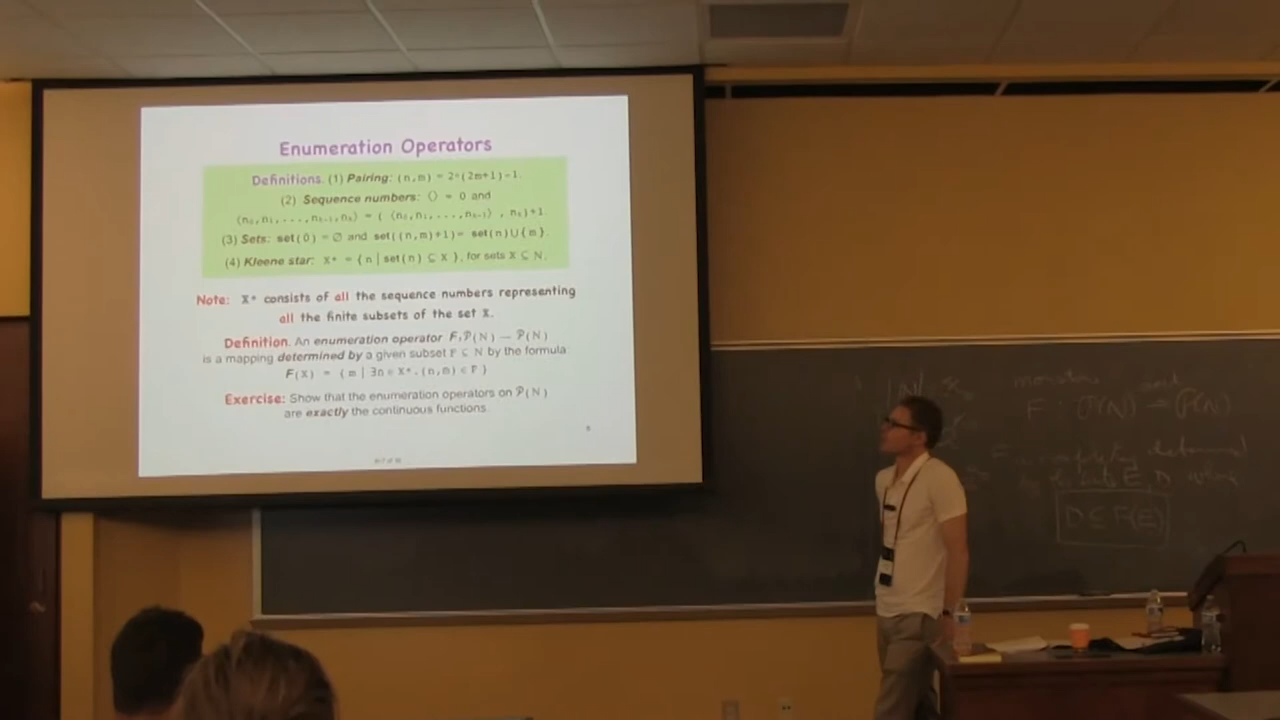 Enumeration Operators
Definitions. (1) Pairing: (n,m) = 2ⁿ(2m+1)-1.
(2) Sequence numbers: ⟨⟩ = 0 and
⟨n₀,n₁,...,nₖ₋₁,nₖ⟩ = (⟨n₀,n₁,...,nₖ₋₁⟩, nₖ)+1.
(3) Sets: set(0) = ∅ and set((n,m)+1)= set(n)∪{m}.
(4) Kleene star: X* = {n | set(n) ⊆ X}, for sets X ⊆ N.
Note: X* consists of all the sequence numbers representing
all the finite subsets of the set X.
Definition. An enumeration operator F:P(N) → P(N)
is a mapping determined by a given subset F ⊆ N by the formula
F(X) = {m | ∃n ∈ X*. (n,m) ∈ F}
Exercise: Show that the enumeration operators on P(N)
are exactly the continuous functions.
F : P(N) → P(N)
F completely determined
E, D where
D ⊆ F(E)